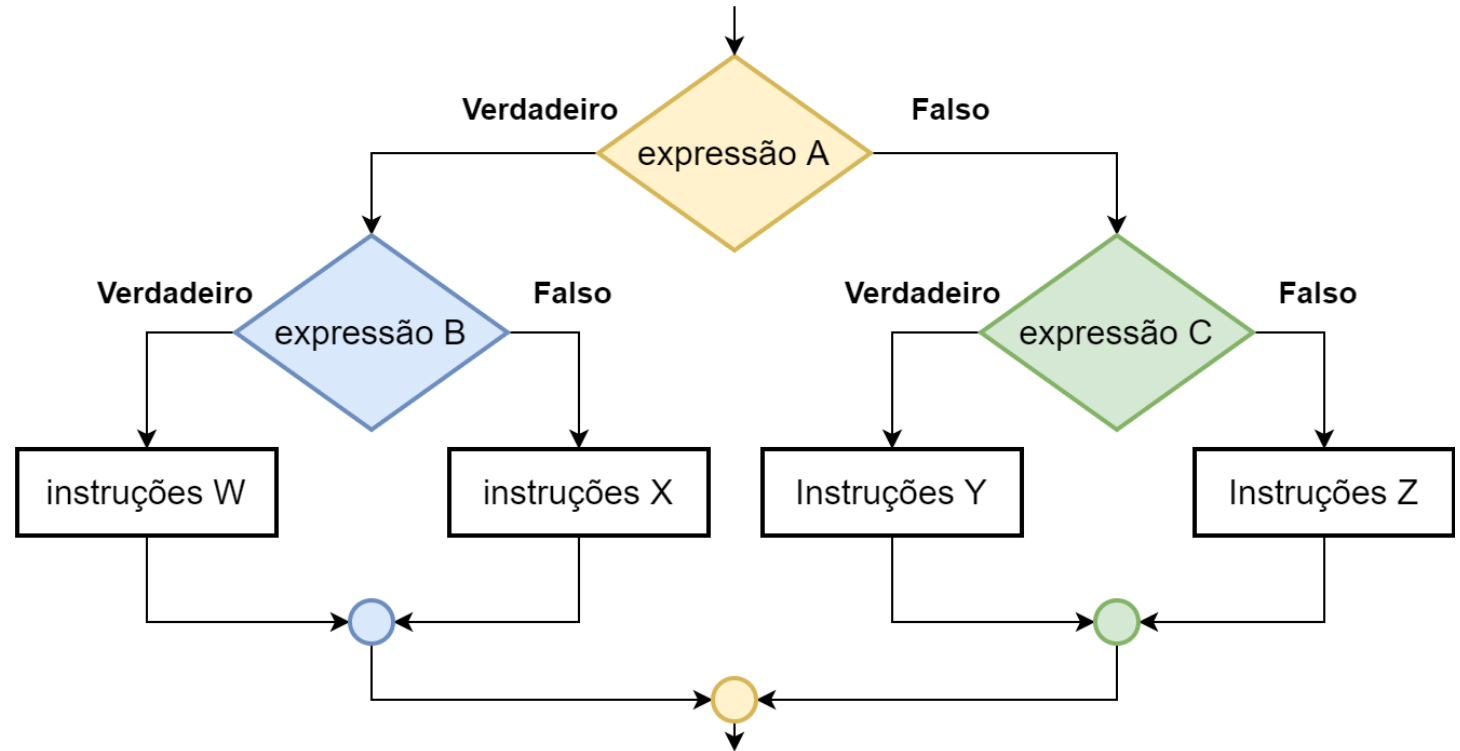 Verdadeiro
Falso
expressão A
Verdadeiro
Falso
Verdadeiro
Falso
expressão B
expressão C
instruções W
instruções X
Instruções Y
Instruções Z